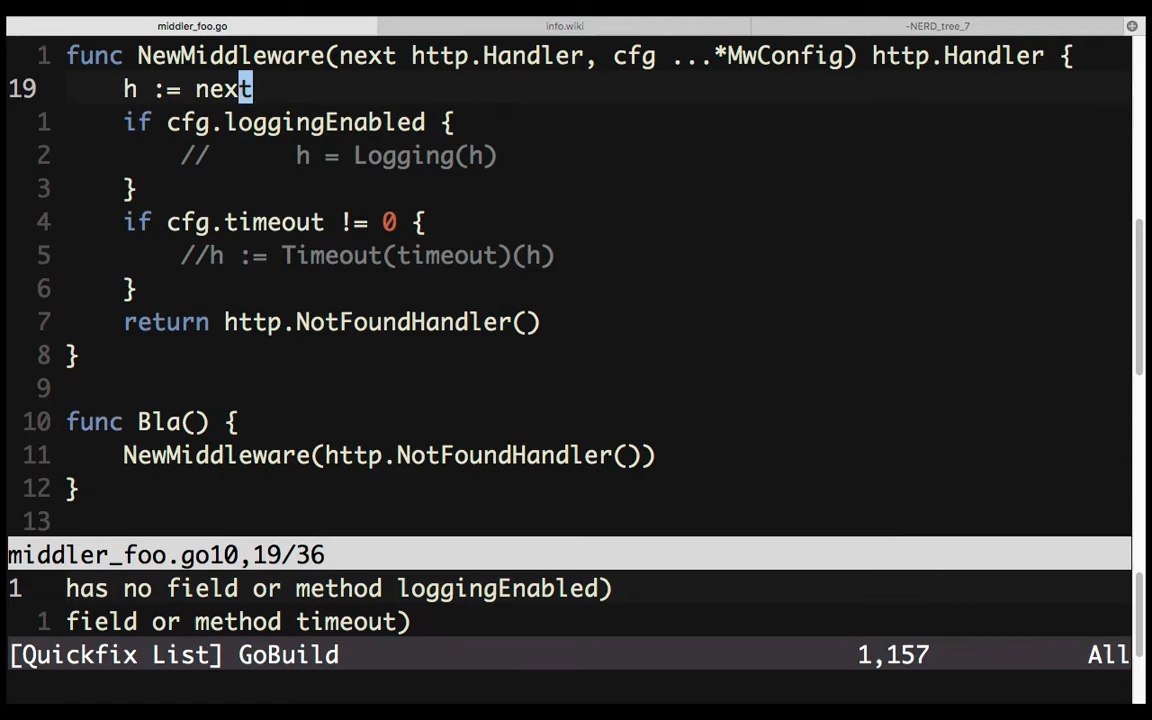 middler_foo.go info.wiki -NERD_tree_7
1 func NewMiddleware(next http.Handler, cfg ...*MwConfig) http.Handler {
19 h := next
1 if cfg.loggingEnabled {
2 // h = Logging(h)
3 }
4 if cfg.timeout != 0 {
5 //h := Timeout(timeout)(h)
6 }
7 return http.NotFoundHandler()
8 }
9
10 func Bla() {
11 NewMiddleware(http.NotFoundHandler())
12 }
13
middler_foo.go10,19/36
1 has no field or method loggingEnabled)
1 field or method timeout)
[Quickfix List] GoBuild 1,157 All